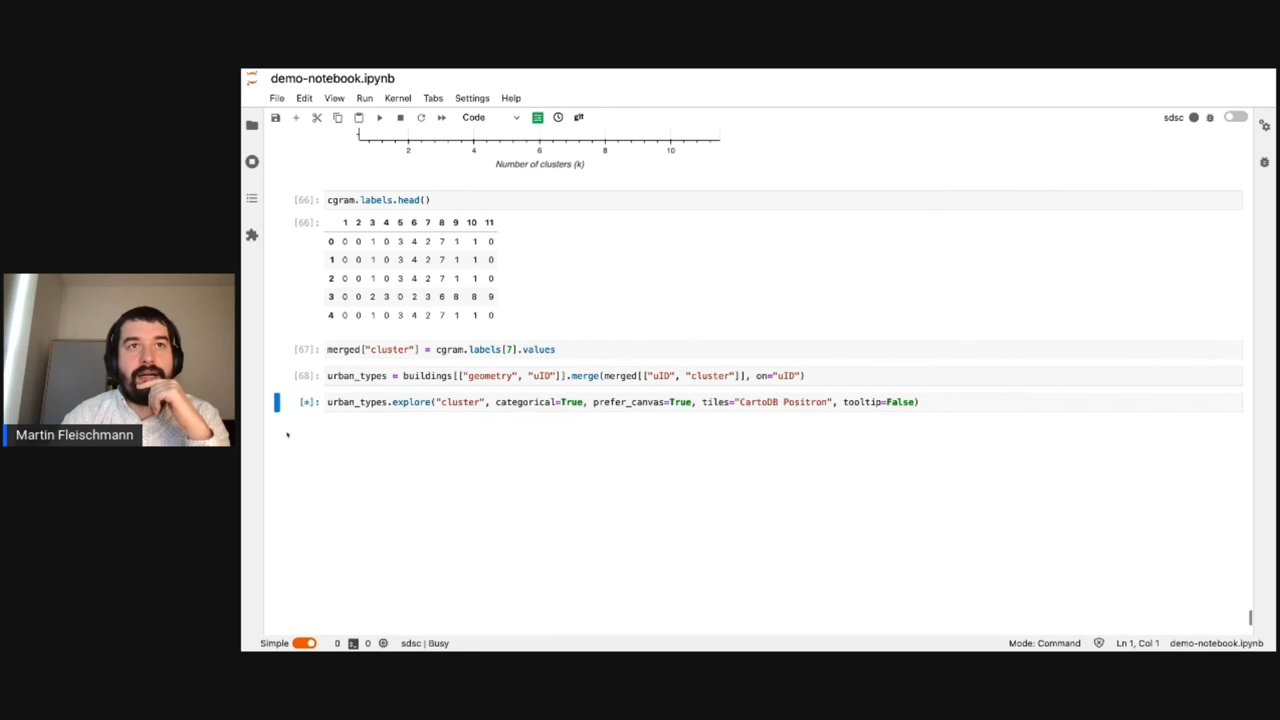 demo-notebook.ipynb
File Edit View Run Kernel Tabs Settings Help
Code git sdsc
2 4 6 8 10
Number of clusters (k)
[66]: cgram.labels.head()
[66]: 1 2 3 4 5 6 7 8 9 10 11
0 0 0 1 0 3 4 2 7 1 1 0
1 0 0 1 0 3 4 2 7 1 1 0
2 0 0 1 0 3 4 2 7 1 1 0
3 0 0 2 3 0 2 3 6 8 8 9
4 0 0 1 0 3 4 2 7 1 1 0
[67]: merged["cluster"] = cgram.labels[7].values
[68]: urban_types = buildings[["geometry", "uID"]].merge(merged[["uID", "cluster"]], on="uID")
[*]: urban_types.explore("cluster", categorical=True, prefer_canvas=True, tiles="CartoDB Positron", tooltip=False)
Martin Fleischmann
Simple 0 0 sdsc | Busy Mode: Command Ln 1, Col 1 demo-notebook.ipynb